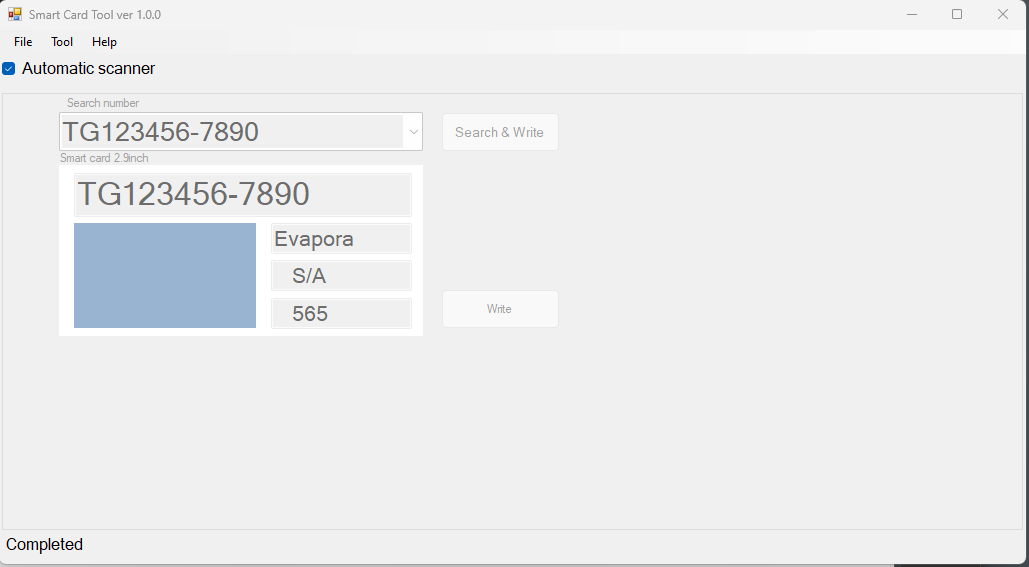 Smart Card Tool ver 1.0.0
File Tool Help
Automatic scanner
Search number
TG123456-7890
Search & Write
Smart card 2.9inch
TG123456-7890
Evapora
S/A
565
Write
Completed